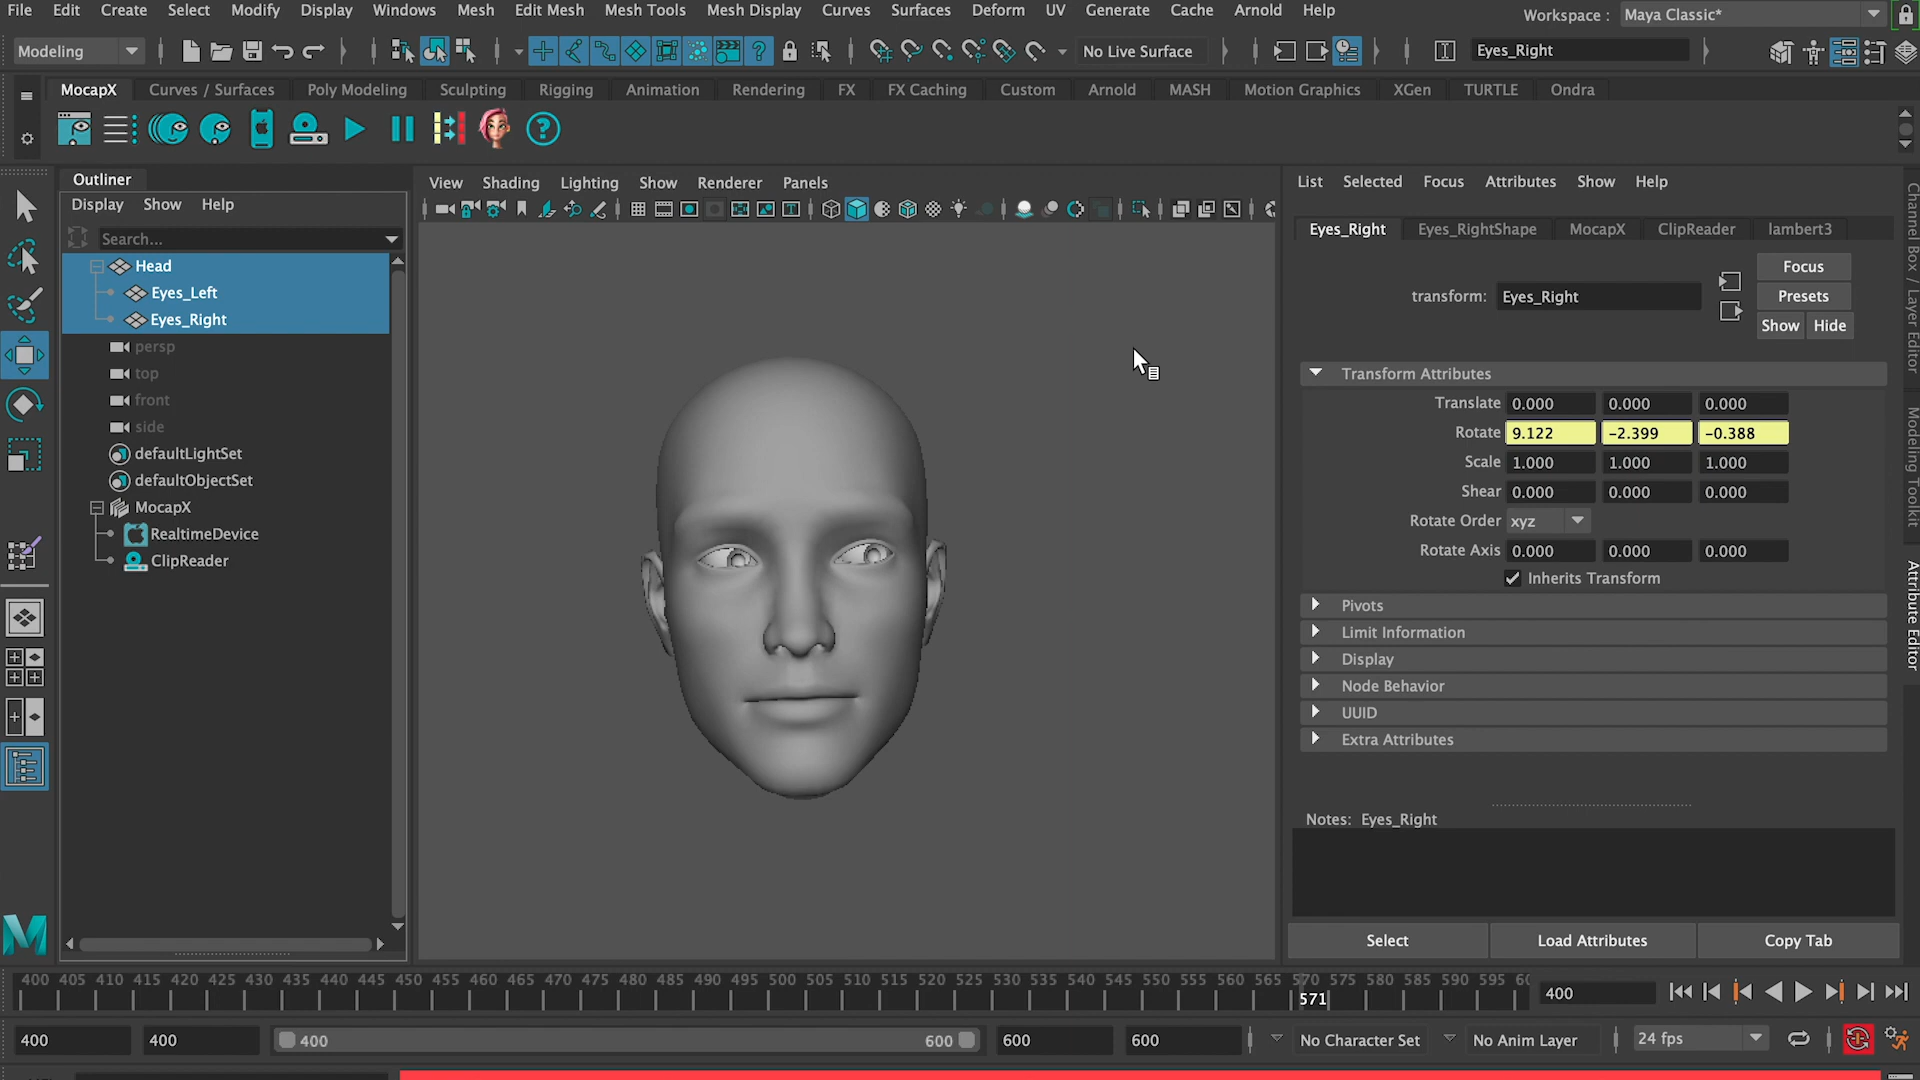 File Edit Create Select Modify Display Windows Mesh Edit Mesh Mesh Tools Mesh Display Curves Surfaces Deform UV Generate Cache Arnold Help Workspace : Maya Classic*
Modeling No Live Surface Eyes_Right
MocapX Curves / Surfaces Poly Modeling Sculpting Rigging Animation Rendering FX FX Caching Custom Arnold MASH Motion Graphics XGen TURTLE Ondra
Outliner
Display Show Help
Search...
Head
Eyes_Left
Eyes_Right
persp
top
front
side
defaultLightSet
defaultObjectSet
MocapX
RealtimeDevice
ClipReader
View Shading Lighting Show Renderer Panels
List Selected Focus Attributes Show Help
Eyes_Right Eyes_RightShape MocapX ClipReader lambert3
transform: Eyes_Right
Focus
Presets
Show Hide
Transform Attributes
Translate 0.000 0.000 0.000
Rotate 9.122 -2.399 -0.388
Scale 1.000 1.000 1.000
Shear 0.000 0.000 0.000
Rotate Order xyz
Rotate Axis 0.000 0.000 0.000
Inherits Transform
Pivots
Limit Information
Display
Node Behavior
UUID
Extra Attributes
Notes: Eyes_Right
Select Load Attributes Copy Tab
Channel Box / Layer Editor
Modeling Toolkit
Attribute Editor
400 405 410 415 420 425 430 435 440 445 450 455 460 465 470 475 480 485 490 495 500 505 510 515 520 525 530 535 540 545 550 555 560 565 570 575 580 585 590 595 60
571
400
400 400 400 600 600 600 No Character Set No Anim Layer 24 fps